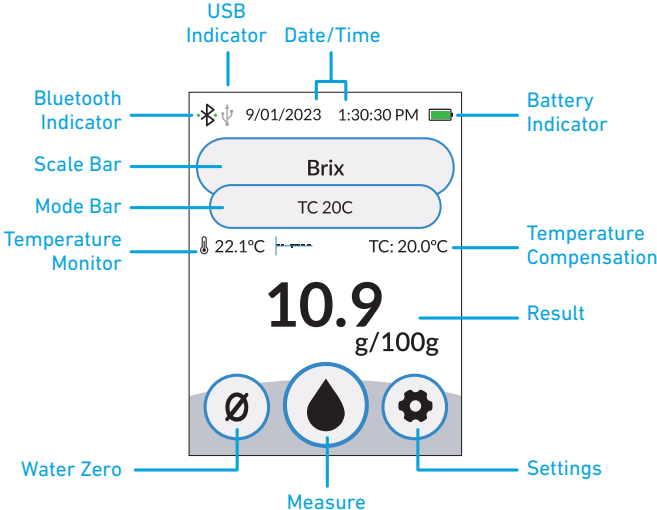 USB
Indicator
Date/Time
Bluetooth
Indicator
9/01/2023 1:30:30 PM
Battery
Indicator
Scale Bar
Brix
Mode Bar
TC 20C
Temperature
Monitor
22.1°C
TC: 20.0°C
Temperature
Compensation
10.9
g/100g
Result
Water Zero
Measure
Settings